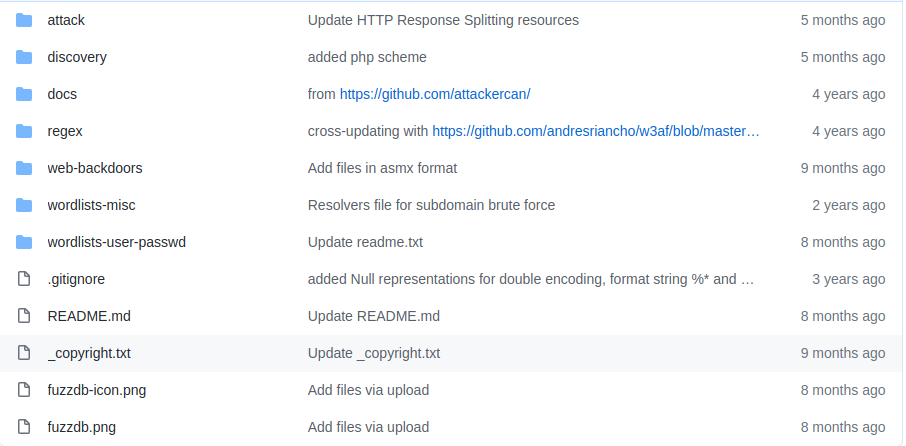 attack Update HTTP Response Splitting resources 5 months ago
discovery added php scheme 5 months ago
docs from https://github.com/attackercan/ 4 years ago
regex cross-updating with https://github.com/andresriancho/w3af/blob/master… 4 years ago
web-backdoors Add files in asmx format 9 months ago
wordlists-misc Resolvers file for subdomain brute force 2 years ago
wordlists-user-passwd Update readme.txt 8 months ago
.gitignore added Null representations for double encoding, format string %* and … 3 years ago
README.md Update README.md 8 months ago
_copyright.txt Update _copyright.txt 9 months ago
fuzzdb-icon.png Add files via upload 8 months ago
fuzzdb.png Add files via upload 8 months ago